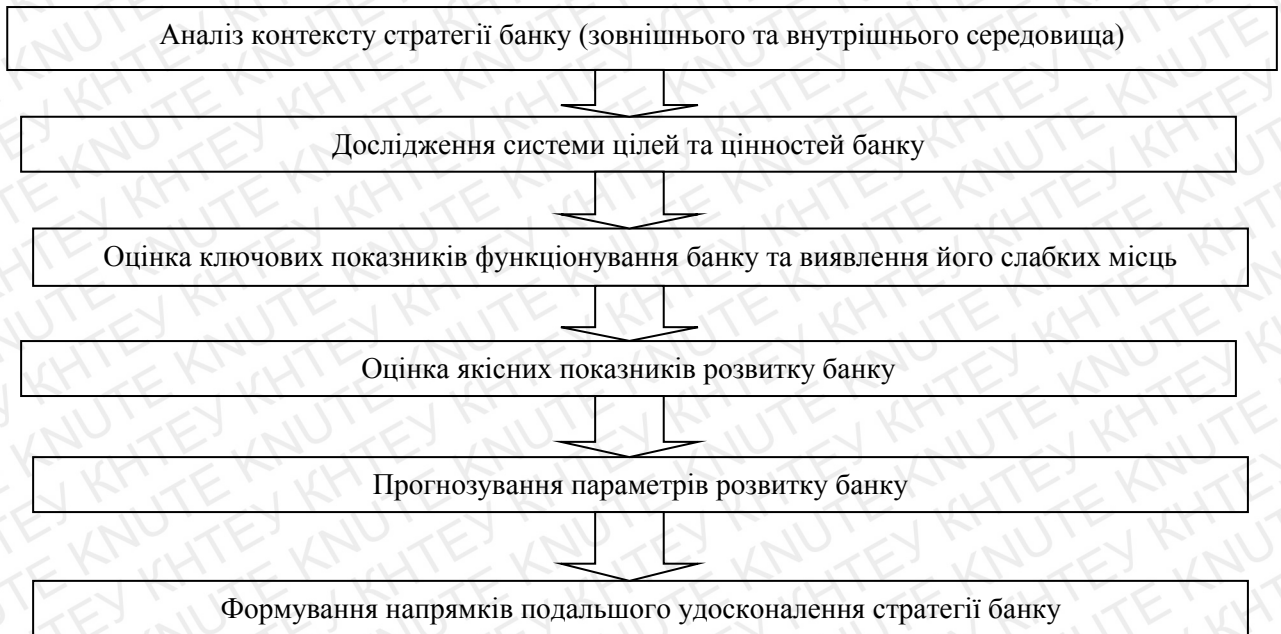 Аналіз контексту стратегії банку (зовнішнього та внутрішнього середовища)
Дослідження системи цілей та цінностей банку
Оцінка ключових показників функціонування банку та виявлення його слабких місць
Оцінка якісних показників розвитку банку
Прогнозування параметрів розвитку банку
Формування напрямків подальшого удосконалення стратегії банку